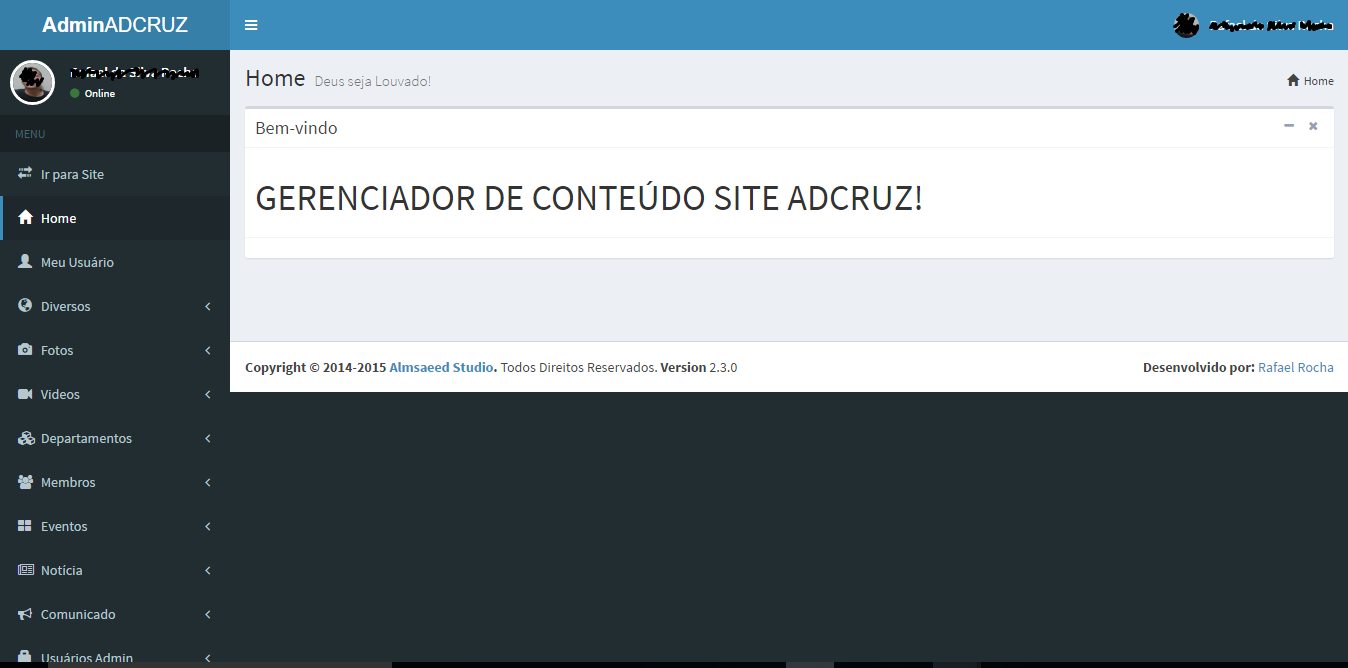 AdminADCRUZ
Online
MENU
Ir para Site
Home
Meu Usuário
Diversos
Fotos
Videos
Departamentos
Membros
Eventos
Notícia
Comunicado
Usuários Admin
Home Deus seja Louvado!
Home
Bem-vindo
GERENCIADOR DE CONTEÚDO SITE ADCRUZ!
Copyright © 2014-2015 Almsaeed Studio. Todos Direitos Reservados. Version 2.3.0
Desenvolvido por: Rafael Rocha